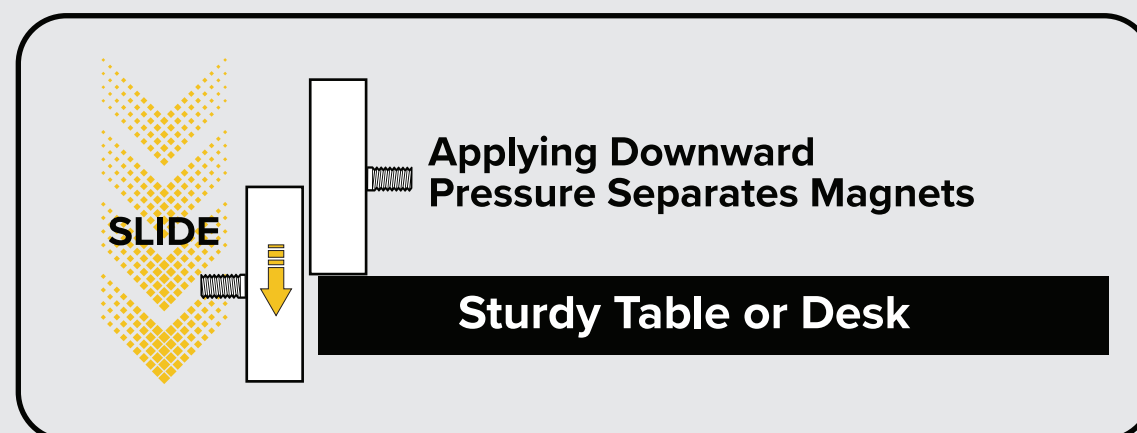 Applying Downward
Pressure Separates Magnets
SLIDE
Sturdy Table or Desk